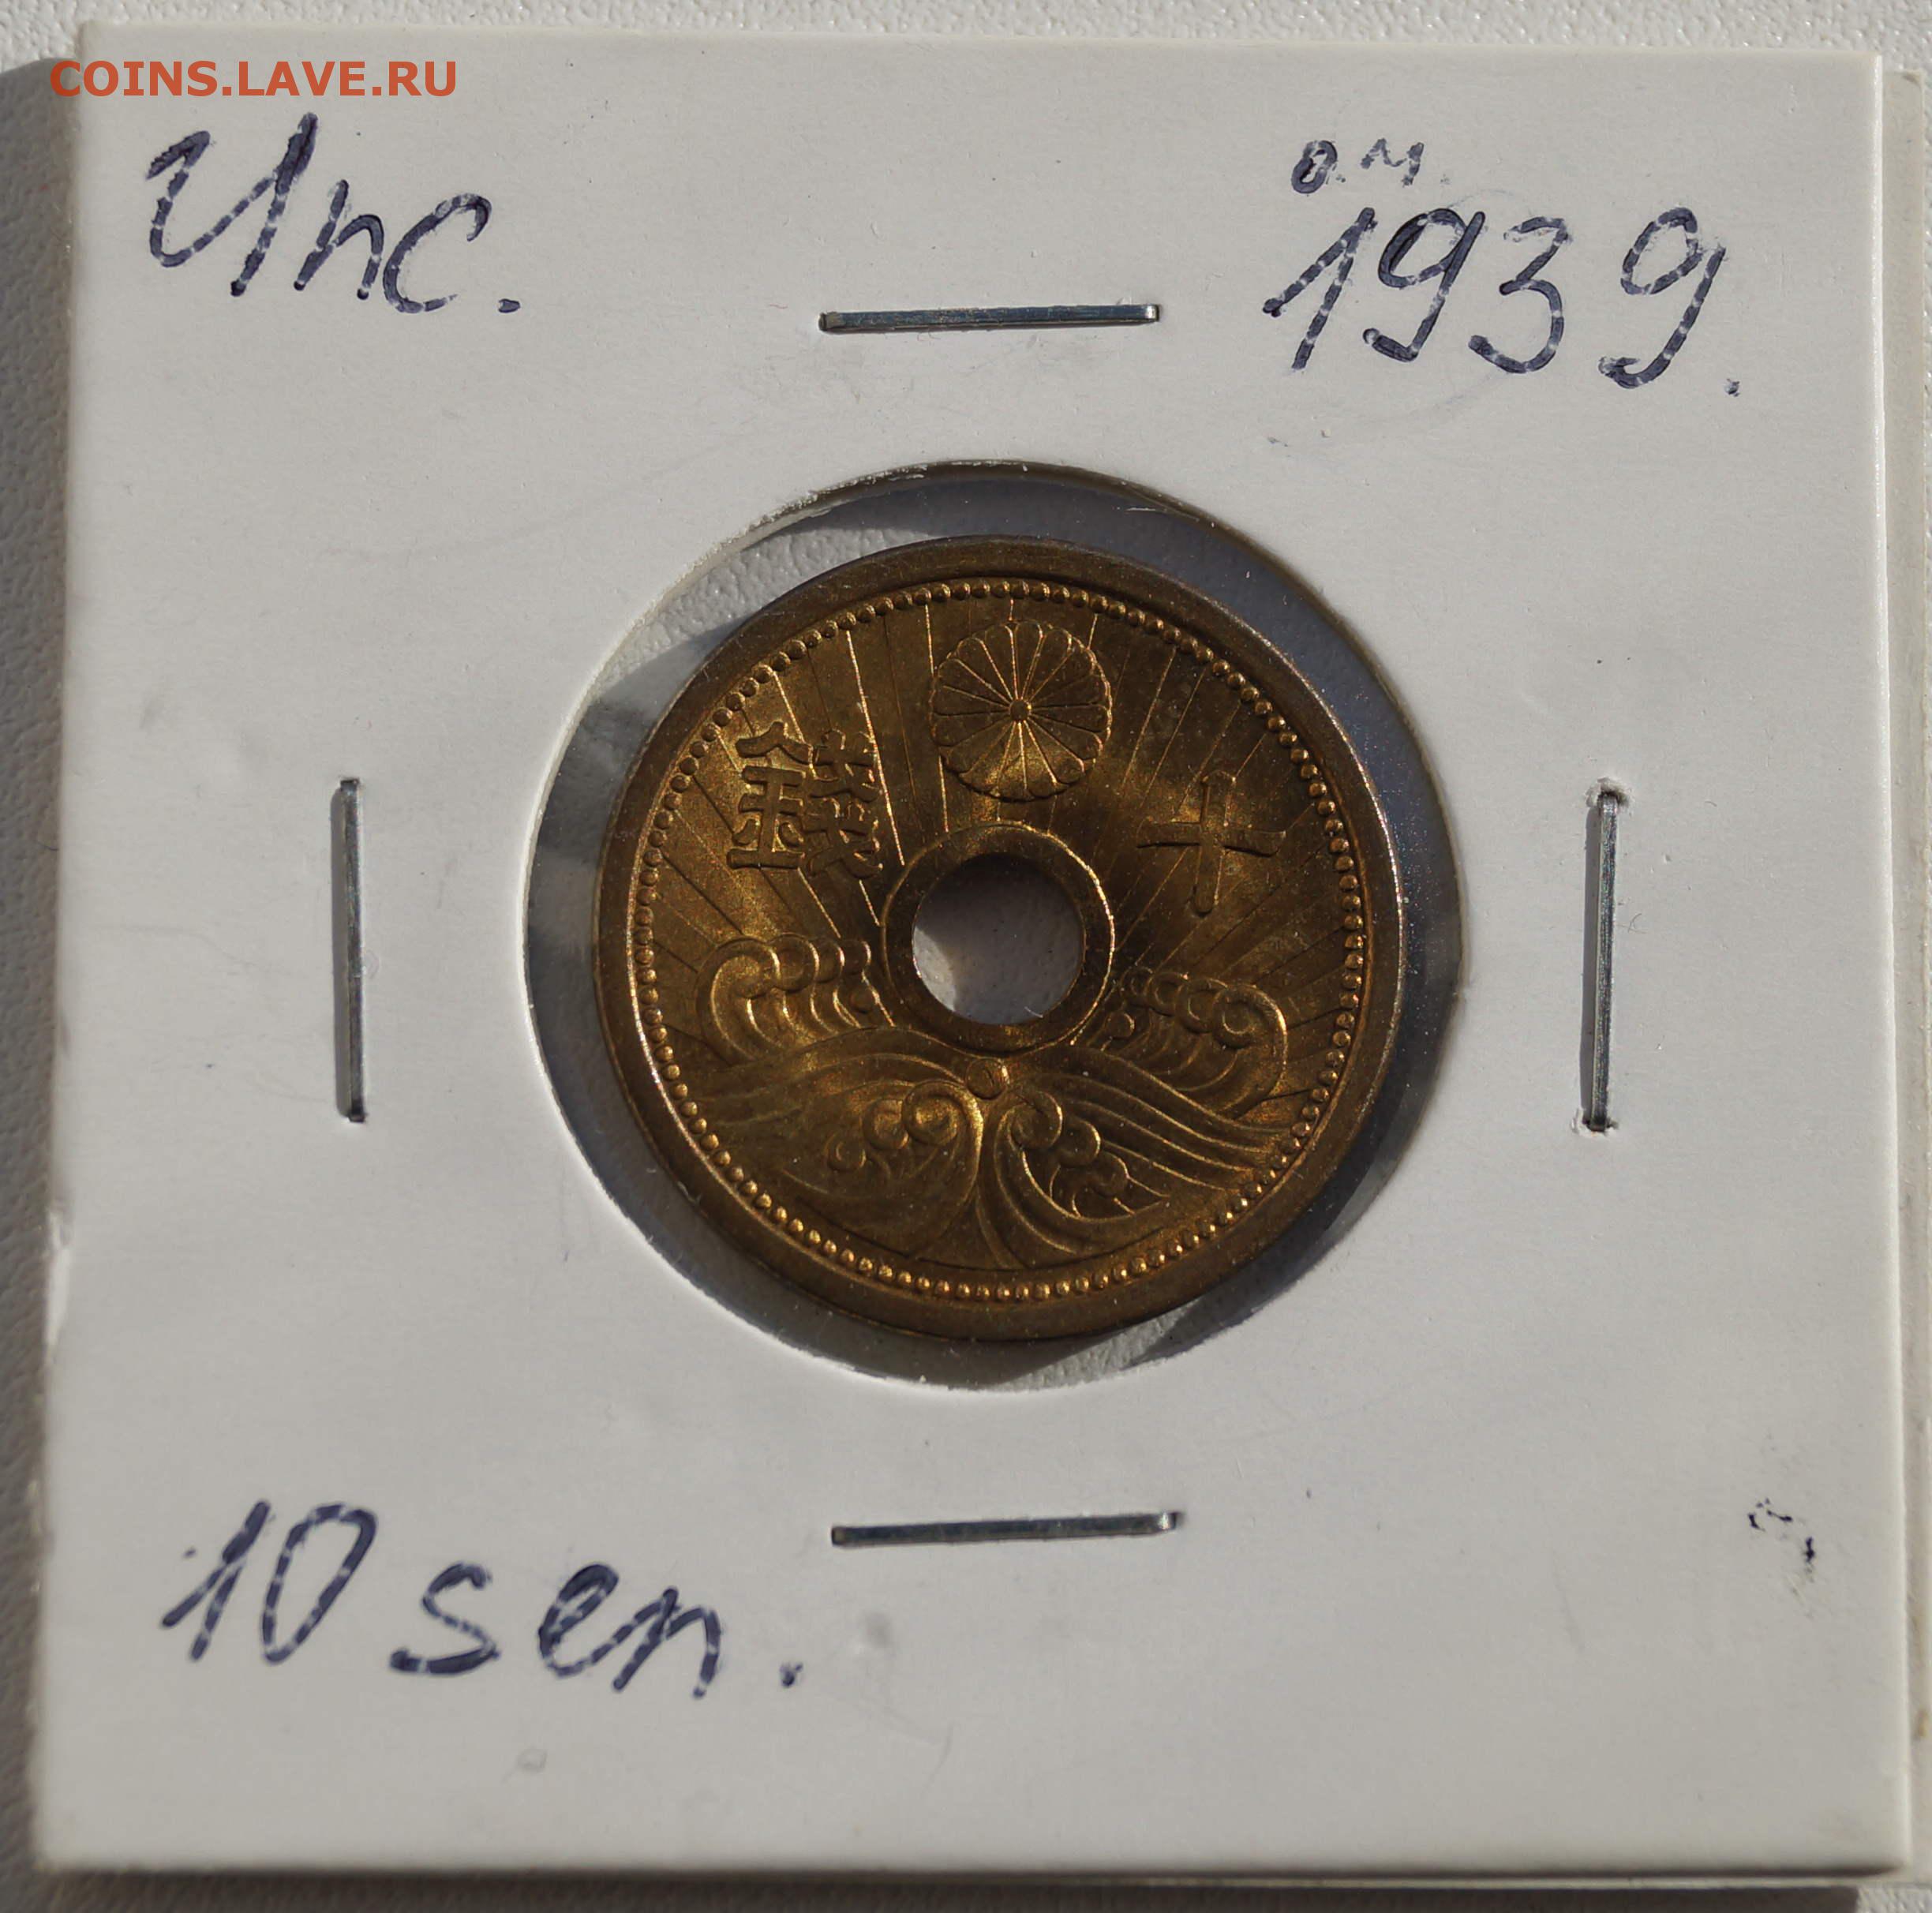 COINS.LAVE.RU
Unc.
1939.
錢 十
10 sen.